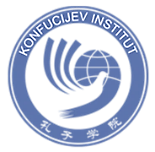 KONFUCIJEV INSTITUT
孔子学院